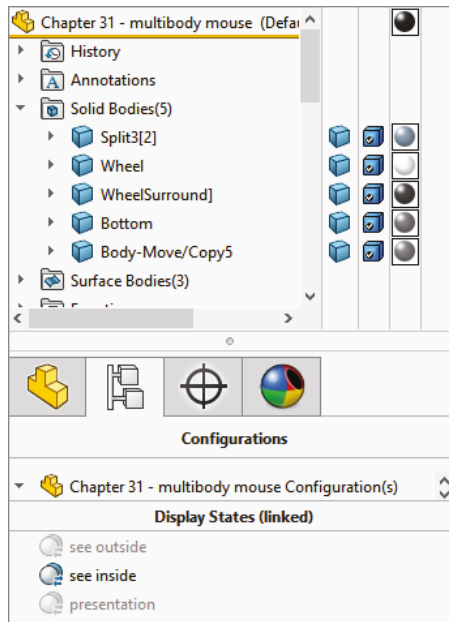 Chapter 31 - multibody mouse (Defau
History
Annotations
Solid Bodies(5)
Split3[2]
Wheel
WheelSurround]
Bottom
Body-Move/Copy5
Surface Bodies(3)
Configurations
Chapter 31 - multibody mouse Configuration(s)
Display States (linked)
see outside
see inside
presentation